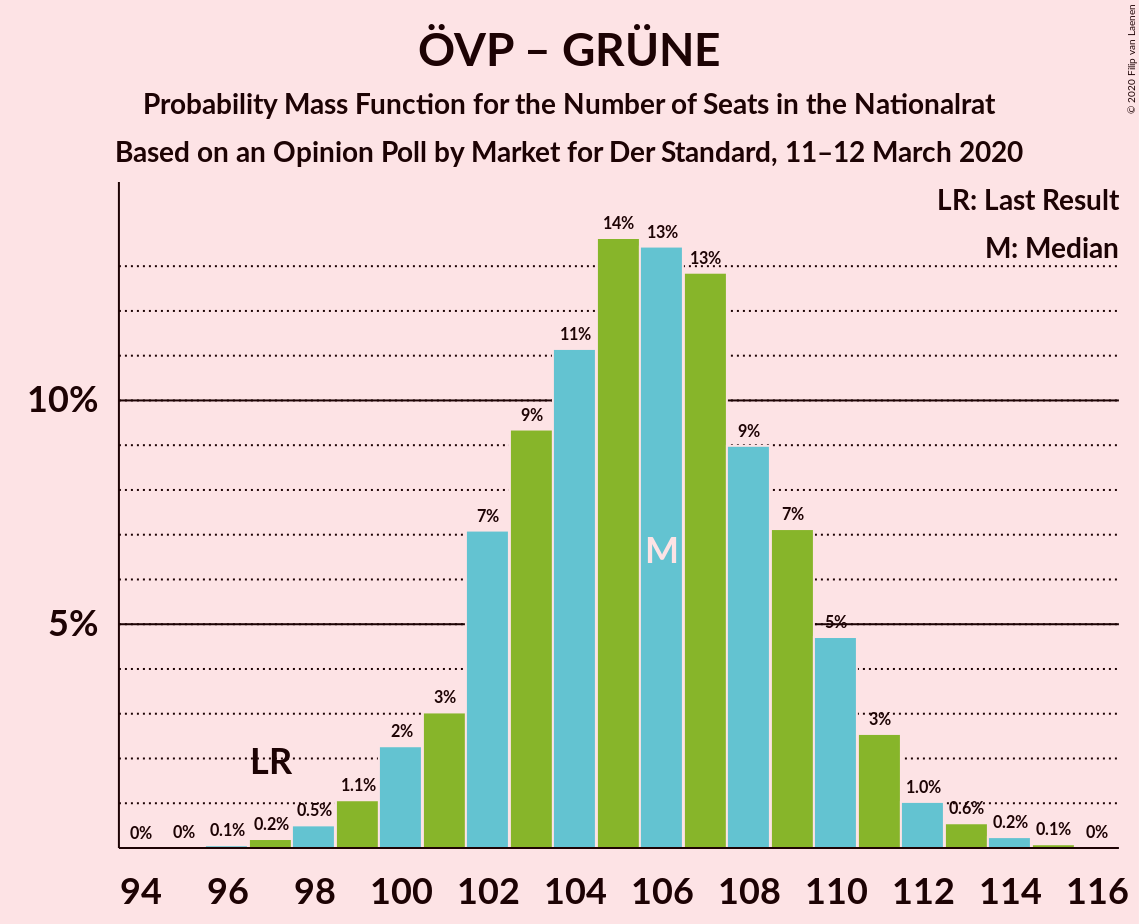 ÖVP – GRÜNE
Probability Mass Function for the Number of Seats in the Nationalrat
Based on an Opinion Poll by Market for Der Standard, 11–12 March 2020
© 2020 Filip van Laenen
LR: Last Result
M: Median
14%
13%
13%
11%
10%
9%
9%
7%
7%
M
5%
5%
3%
3%
2%
LR
1.1%
1.0%
0.5%
0.6%
0.2%
0.2%
0.1%
0.1%
0%
0%
0%
94 96 98 100 102 104 106 108 110 112 114 116